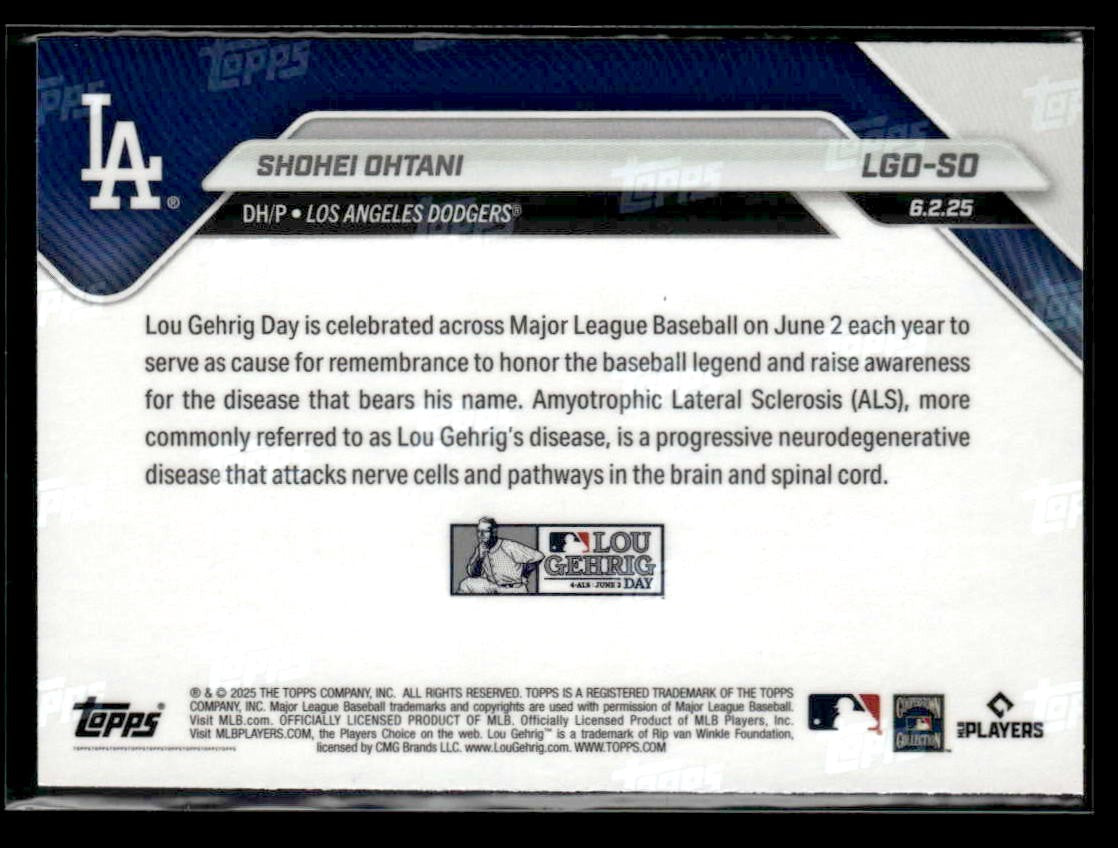 LA ®
SHOHEI OHTANI LGD-SO
DH/P • LOS ANGELES DODGERS® 6.2.25
Lou Gehrig Day is celebrated across Major League Baseball on June 2 each year to
serve as cause for remembrance to honor the baseball legend and raise awareness
for the disease that bears his name. Amyotrophic Lateral Sclerosis (ALS), more
commonly referred to as Lou Gehrig's disease, is a progressive neurodegenerative
disease that attacks nerve cells and pathways in the brain and spinal cord.
LOU
GEHRIG
4-ALS · JUNE 2 DAY
® & © 2025 THE TOPPS COMPANY, INC. ALL RIGHTS RESERVED. TOPPS IS A REGISTERED TRADEMARK OF THE TOPPS
COMPANY, INC. Major League Baseball trademarks and copyrights are used with permission of Major League Baseball.
Visit MLB.com. OFFICIALLY LICENSED PRODUCT OF MLB. Officially Licensed Product of MLB Players, Inc.
Visit MLBPLAYERS.COM, the Players Choice on the web. Lou Gehrig™ is a trademark of Rip van Winkle Foundation,
licensed by CMG Brands LLC. www.LouGehrig.com. WWW.TOPPS.COM
Topps®
COOPERSTOWN
COLLECTION
MLB PLAYERS